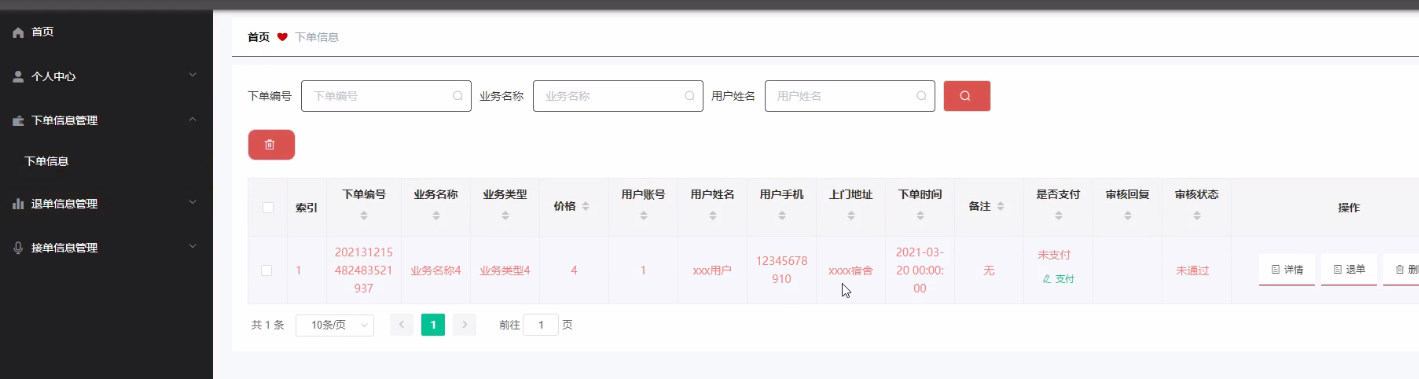 首页
个人中心
下单信息管理
下单信息
退单信息管理
接单信息管理
首页 下单信息
下单编号 下单编号 业务名称 业务名称 用户姓名 用户姓名
索引 下单编号 业务名称 业务类型 价格 用户账号 用户姓名 用户手机 上门地址 下单时间 备注 是否支付 审核回复 审核状态 操作
202131215 2021-03- 未支付
1 482483521 业务名称4 业务类型4 4 1 xxx用户 12345678 xxxx宿舍 20 00:00: 无 未通过 详情 退单
937 910 00 支付
共 1 条 10条/页 1 前往 1 页